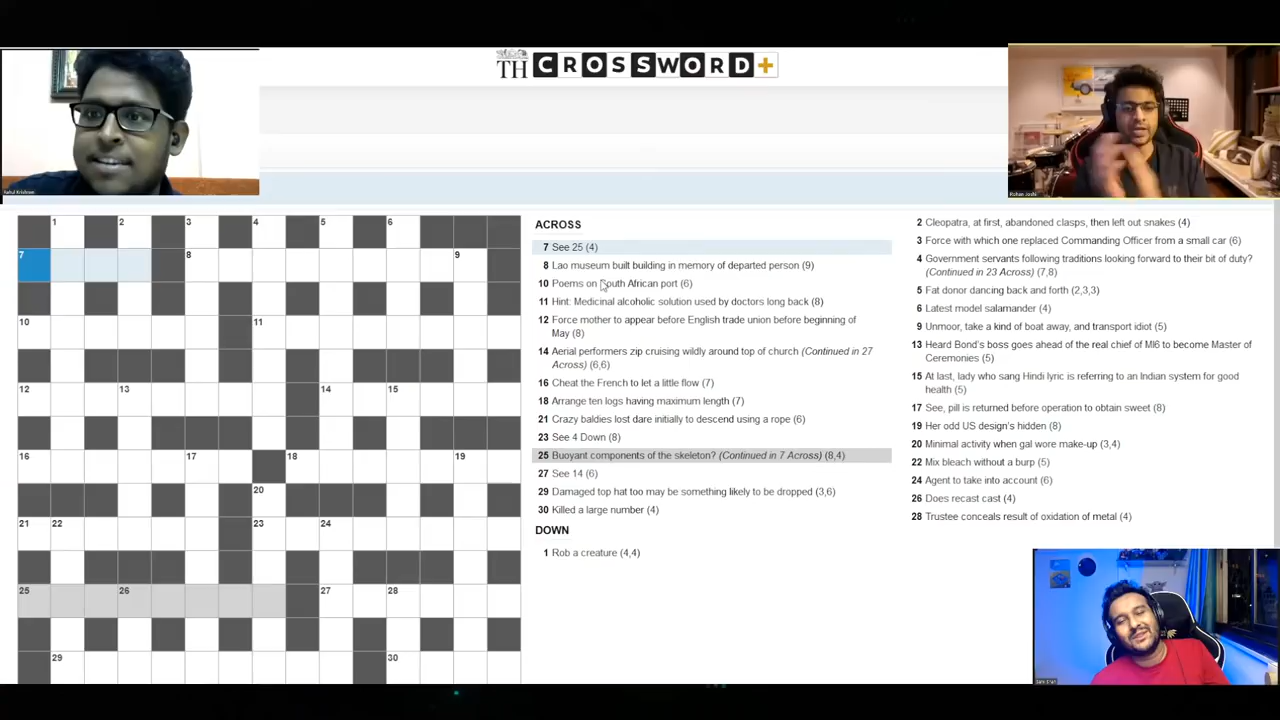 TH CROSSWORD+
Rahul Krishnan
Rohan Joshi
1 2 3 4 5 6
7 8 9
10 11
12 13 14 15
16 17 18 19
20
21 22 23 24
25 26 27 28
29 30
ACROSS
7 See 25 (4)
8 Lao museum built building in memory of departed person (9)
10 Poems on South African port (6)
11 Hint: Medicinal alcoholic solution used by doctors long back (8)
12 Force mother to appear before English trade union before beginning of
May (8)
14 Aerial performers zip cruising wildly around top of church (Continued in 27
Across) (6,6)
16 Cheat the French to let a little flow (7)
18 Arrange ten logs having maximum length (7)
21 Crazy baldies lost dare initially to descend using a rope (6)
23 See 4 Down (8)
25 Buoyant components of the skeleton? (Continued in 7 Across) (8,4)
27 See 14 (6)
29 Damaged top hat too may be something likely to be dropped (3,6)
30 Killed a large number (4)
DOWN
1 Rob a creature (4,4)
2 Cleopatra, at first, abandoned clasps, then left out snakes (4)
3 Force with which one replaced Commanding Officer from a small car (6)
4 Government servants following traditions looking forward to their bit of duty?
(Continued in 23 Across) (7,8)
5 Fat donor dancing back and forth (2,3,3)
6 Latest model salamander (4)
9 Unmoor, take a kind of boat away, and transport idiot (5)
13 Heard Bond's boss goes ahead of the real chief of MI6 to become Master of
Ceremonies (5)
15 At last, lady who sang Hindi lyric is referring to an Indian system for good
health (5)
17 See, pill is returned before operation to obtain sweet (8)
19 Her odd US design's hidden (8)
20 Minimal activity when gal wore make-up (3,4)
22 Mix bleach without a burp (5)
24 Agent to take into account (6)
26 Does recast cast (4)
28 Trustee conceals result of oxidation of metal (4)